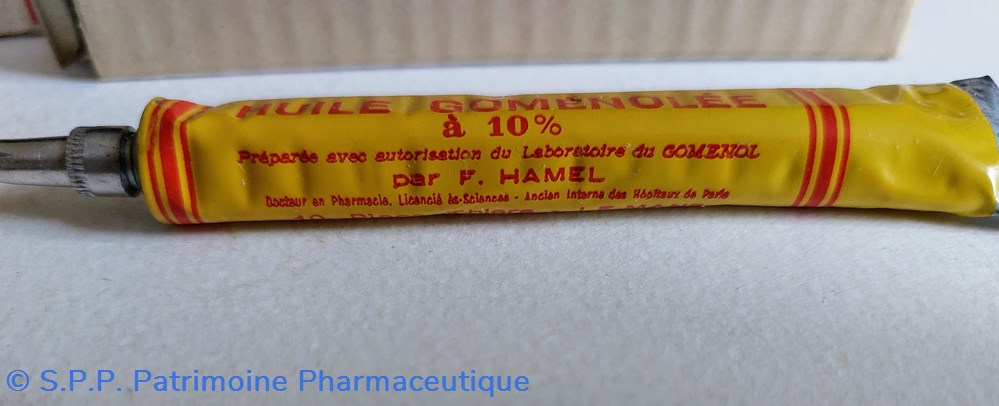 HUILE GOMENOLÉE
à 10%
Préparée avec autorisation du Laboratoire du GOMENOL
par F. HAMEL
Docteur en Pharmacie, Licencié ès-Sciences - Ancien Interne des Hôpitaux de Paris
© S.P.P. Patrimoine Pharmaceutique